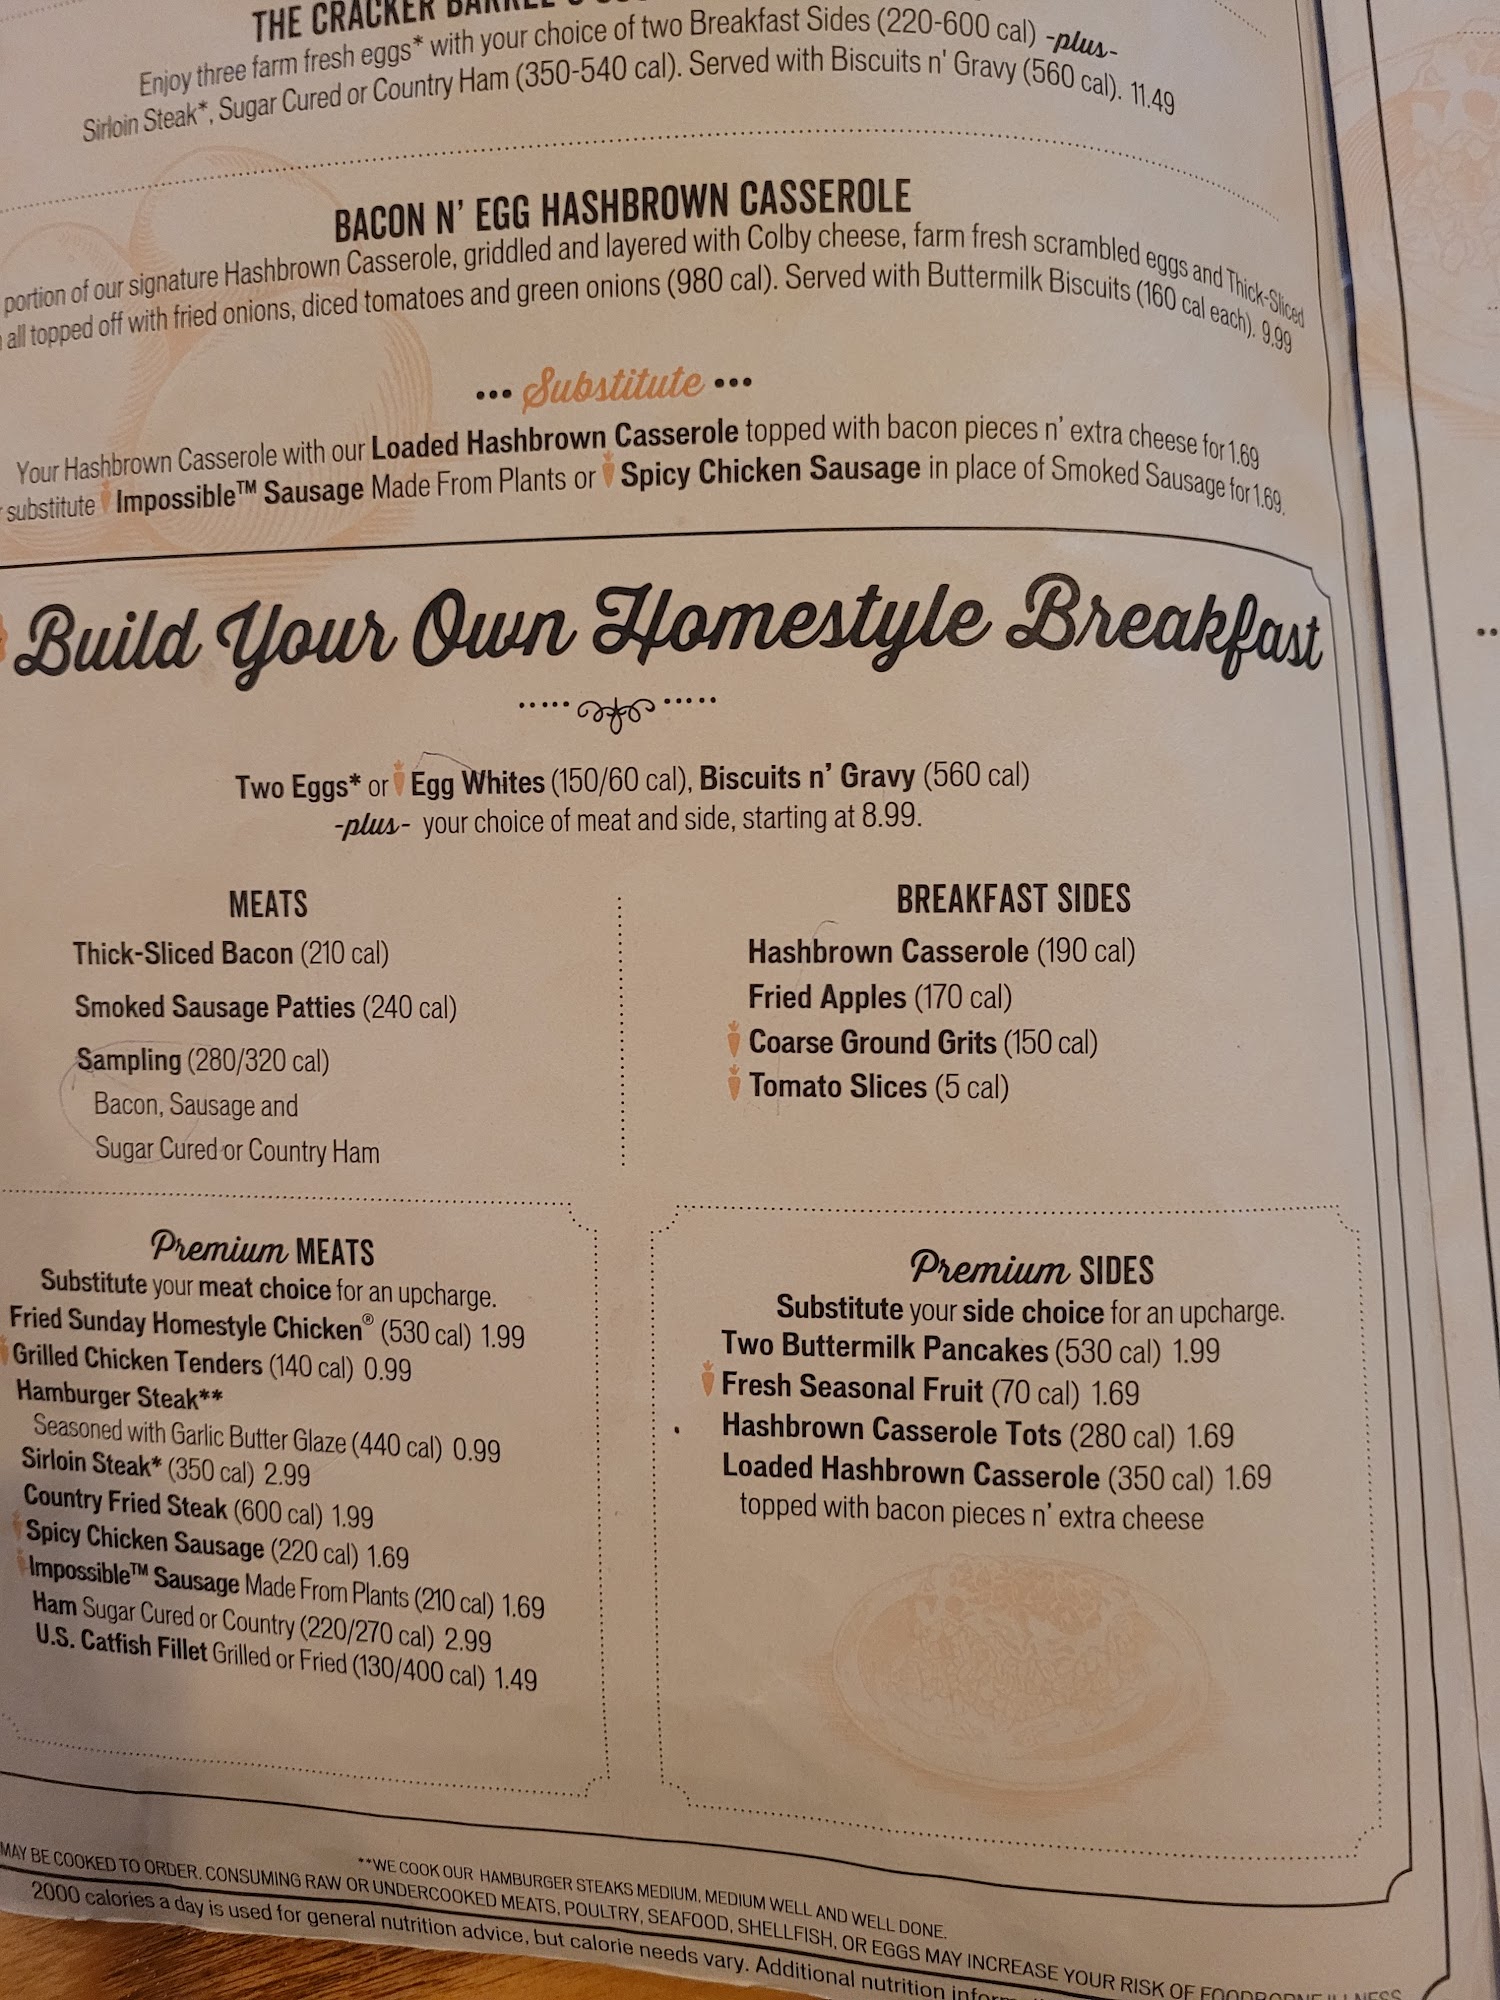 THE CRACKER BARREL'S
Enjoy three farm fresh eggs* with your choice of two Breakfast Sides (220-600 cal) -plus-
Sirloin Steak*, Sugar Cured or Country Ham (350-540 cal). Served with Biscuits n' Gravy (560 cal). 11.49
BACON N' EGG HASHBROWN CASSEROLE
portion of our signature Hashbrown Casserole, griddled and layered with Colby cheese, farm fresh scrambled eggs and Thick-Sliced
all topped off with fried onions, diced tomatoes and green onions (980 cal). Served with Buttermilk Biscuits (160 cal each). 9.99
••• Substitute •••
Your Hashbrown Casserole with our Loaded Hashbrown Casserole topped with bacon pieces n' extra cheese for 1.69
substitute Impossible™ Sausage Made From Plants or Spicy Chicken Sausage in place of Smoked Sausage for 1.69.
Build Your Own Homestyle Breakfast
Two Eggs* or Egg Whites (150/60 cal), Biscuits n' Gravy (560 cal)
-plus- your choice of meat and side, starting at 8.99.
MEATS
Thick-Sliced Bacon (210 cal)
Smoked Sausage Patties (240 cal)
Sampling (280/320 cal)
Bacon, Sausage and
Sugar Cured or Country Ham
BREAKFAST SIDES
Hashbrown Casserole (190 cal)
Fried Apples (170 cal)
Coarse Ground Grits (150 cal)
Tomato Slices (5 cal)
Premium MEATS
Substitute your meat choice for an upcharge.
Fried Sunday Homestyle Chicken® (530 cal) 1.99
Grilled Chicken Tenders (140 cal) 0.99
Hamburger Steak**
Seasoned with Garlic Butter Glaze (440 cal) 0.99
Sirloin Steak* (350 cal) 2.99
Country Fried Steak (600 cal) 1.99
Spicy Chicken Sausage (220 cal) 1.69
Impossible™ Sausage Made From Plants (210 cal) 1.69
Ham Sugar Cured or Country (220/270 cal) 2.99
U.S. Catfish Fillet Grilled or Fried (130/400 cal) 1.49
Premium SIDES
Substitute your side choice for an upcharge.
Two Buttermilk Pancakes (530 cal) 1.99
Fresh Seasonal Fruit (70 cal) 1.69
Hashbrown Casserole Tots (280 cal) 1.69
Loaded Hashbrown Casserole (350 cal) 1.69
topped with bacon pieces n' extra cheese
**WE COOK OUR HAMBURGER STEAKS MEDIUM, MEDIUM WELL AND WELL DONE.
MAY BE COOKED TO ORDER. CONSUMING RAW OR UNDERCOOKED MEATS, POULTRY, SEAFOOD, SHELLFISH, OR EGGS MAY INCREASE YOUR RISK OF FOODBORNE ILLNESS
2000 calories a day is used for general nutrition advice, but calorie needs vary. Additional nutrition